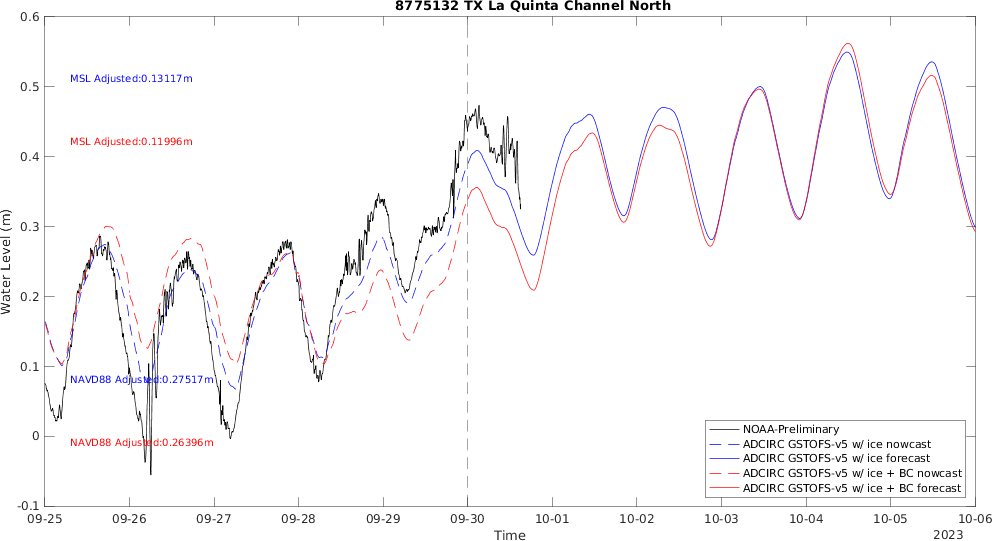 8775132 TX La Quinta Channel North
0.6
0.5
0.4
0.3
0.2
0.1
0
-0.1
Water Level (m)
MSL Adjusted:0.13117m
MSL Adjusted:0.11996m
NAVD88 Adjusted:0.27517m
NAVD88 Adjusted:0.26396m
NOAA-Preliminary
ADCIRC GSTOFS-v5 w/ ice nowcast
ADCIRC GSTOFS-v5 w/ ice forecast
ADCIRC GSTOFS-v5 w/ ice + BC nowcast
ADCIRC GSTOFS-v5 w/ ice + BC forecast
09-25 09-26 09-27 09-28 09-29 09-30 10-01 10-02 10-03 10-04 10-05 10-06
Time
2023